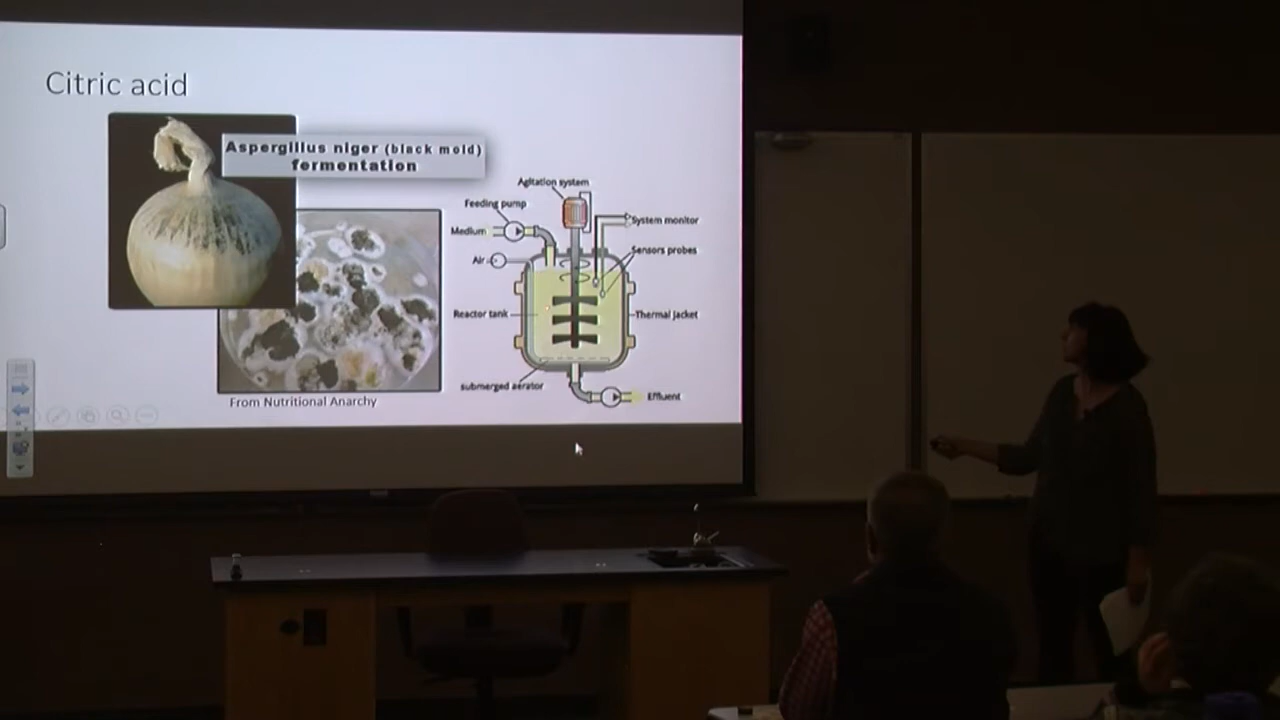 Citric acid
Aspergillus niger (black mold)
fermentation
Agitation system
Feeding pump
Medium
System monitor
Air
Sensors probes
Reactor tank
Thermal Jacket
submerged aerator
Effluent
From Nutritional Anarchy